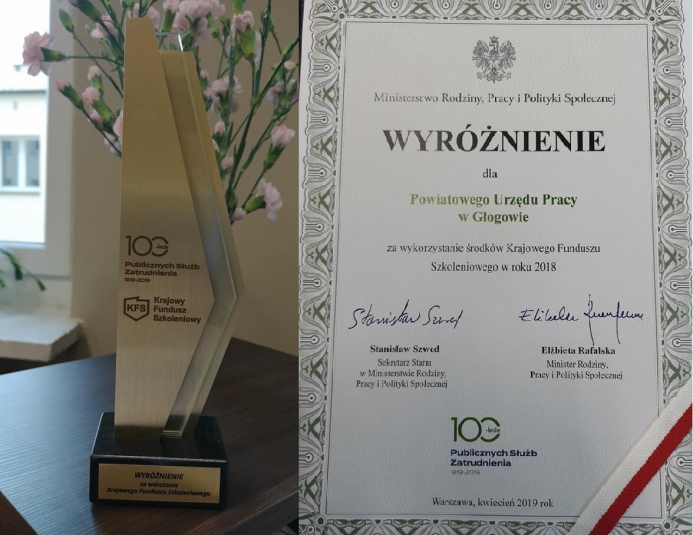 100-lecie
Publicznych Służb
Zatrudnienia
1919-2019
KFS
Krajowy
Fundusz
Szkoleniowy
WYRÓŻNIENIE
za wdrażanie
Krajowego Funduszu Szkoleniowego
Ministerstwo Rodziny, Pracy i Polityki Społecznej
WYRÓŻNIENIE
dla
Powiatowego Urzędu Pracy
w Głogowie
za wykorzystanie środków Krajowego Funduszu
Szkoleniowego w roku 2018
Stanisław Szwed
Stanisław Szwed
Sekretarz Stanu
w Ministerstwie Rodziny,
Pracy i Polityki Społecznej
Elżbieta Rafalska
Minister Rodziny,
Pracy i Polityki Społecznej
100-lecie
Publicznych Służb
Zatrudnienia
1919-2019
Warszawa, kwiecień 2019 rok